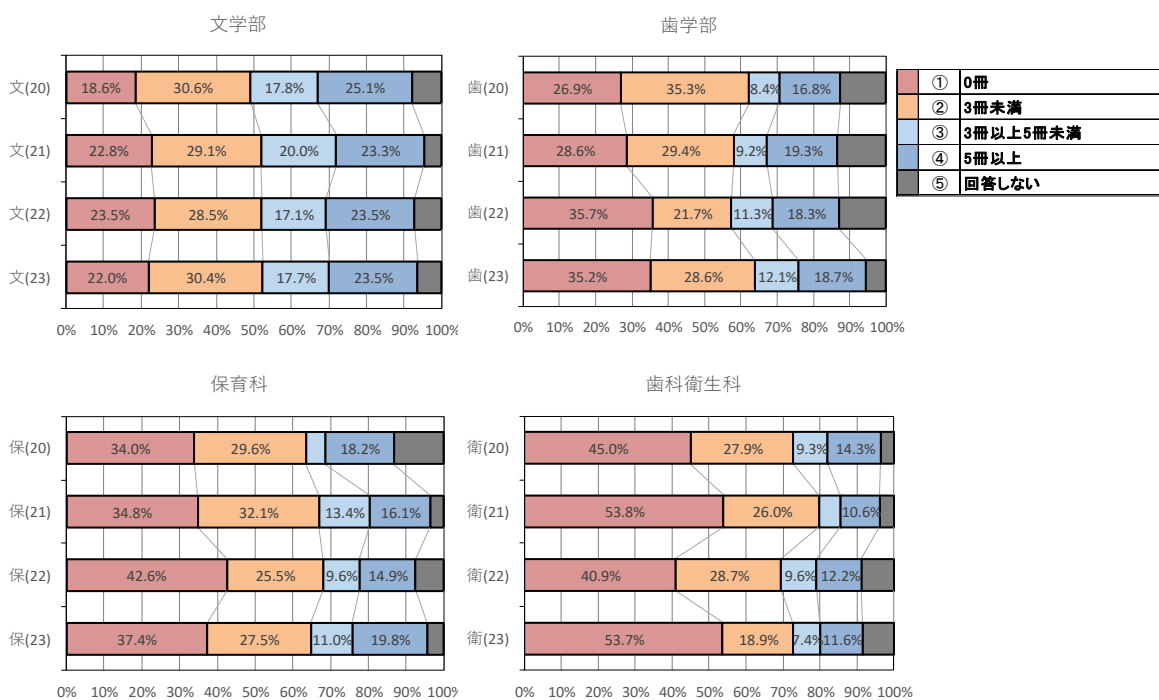 文学部
文(20) 18.6% 30.6% 17.8% 25.1%
文(21) 22.8% 29.1% 20.0% 23.3%
文(22) 23.5% 28.5% 17.1% 23.5%
文(23) 22.0% 30.4% 17.7% 23.5%
0% 10% 20% 30% 40% 50% 60% 70% 80% 90% 100%
歯学部
歯(20) 26.9% 35.3% 8.4% 16.8%
歯(21) 28.6% 29.4% 9.2% 19.3%
歯(22) 35.7% 21.7% 11.3% 18.3%
歯(23) 35.2% 28.6% 12.1% 18.7%
0% 10% 20% 30% 40% 50% 60% 70% 80% 90% 100%
① 0冊
② 3冊未満
③ 3冊以上5冊未満
④ 5冊以上
⑤ 回答しない
保育科
保(20) 34.0% 29.6% 18.2%
保(21) 34.8% 32.1% 13.4% 16.1%
保(22) 42.6% 25.5% 9.6% 14.9%
保(23) 37.4% 27.5% 11.0% 19.8%
0% 10% 20% 30% 40% 50% 60% 70% 80% 90% 100%
歯科衛生科
衛(20) 45.0% 27.9% 9.3% 14.3%
衛(21) 53.8% 26.0% 10.6%
衛(22) 40.9% 28.7% 9.6% 12.2%
衛(23) 53.7% 18.9% 7.4% 11.6%
0% 10% 20% 30% 40% 50% 60% 70% 80% 90% 100%